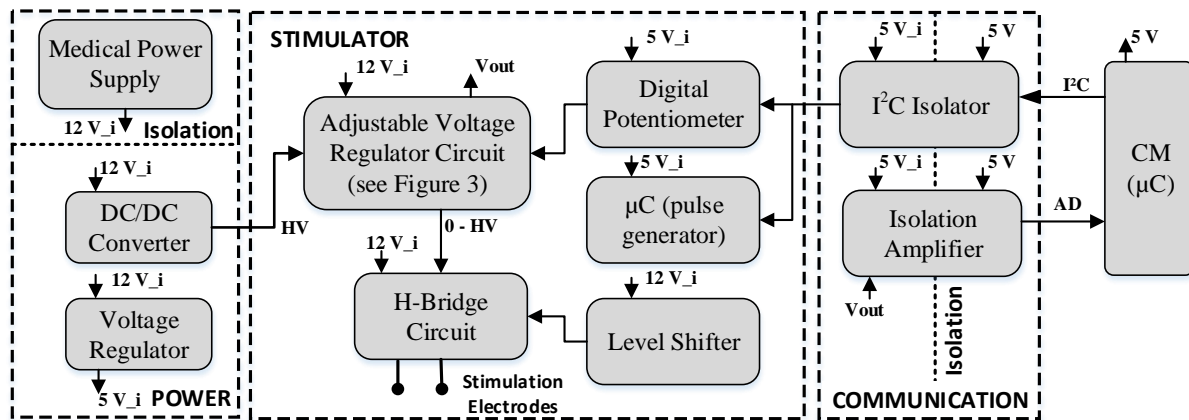 Medical Power
Supply
12 V_i
Isolation
12 V_i
DC/DC
Converter
HV
12 V_i
Voltage
Regulator
5 V_i
POWER
STIMULATOR
12 V_i
Vout
Adjustable Voltage
Regulator Circuit
(see Figure 3)
0 - HV
12 V_i
H-Bridge
Circuit
Stimulation
Electrodes
5 V_i
Digital
Potentiometer
5 V_i
μC (pulse
generator)
12 V_i
Level Shifter
5 V_i
5 V
I²C Isolator
5 V_i
5 V
Isolation
Amplifier
Vout
Isolation
COMMUNICATION
5 V
I²C
AD
CM
(μC)